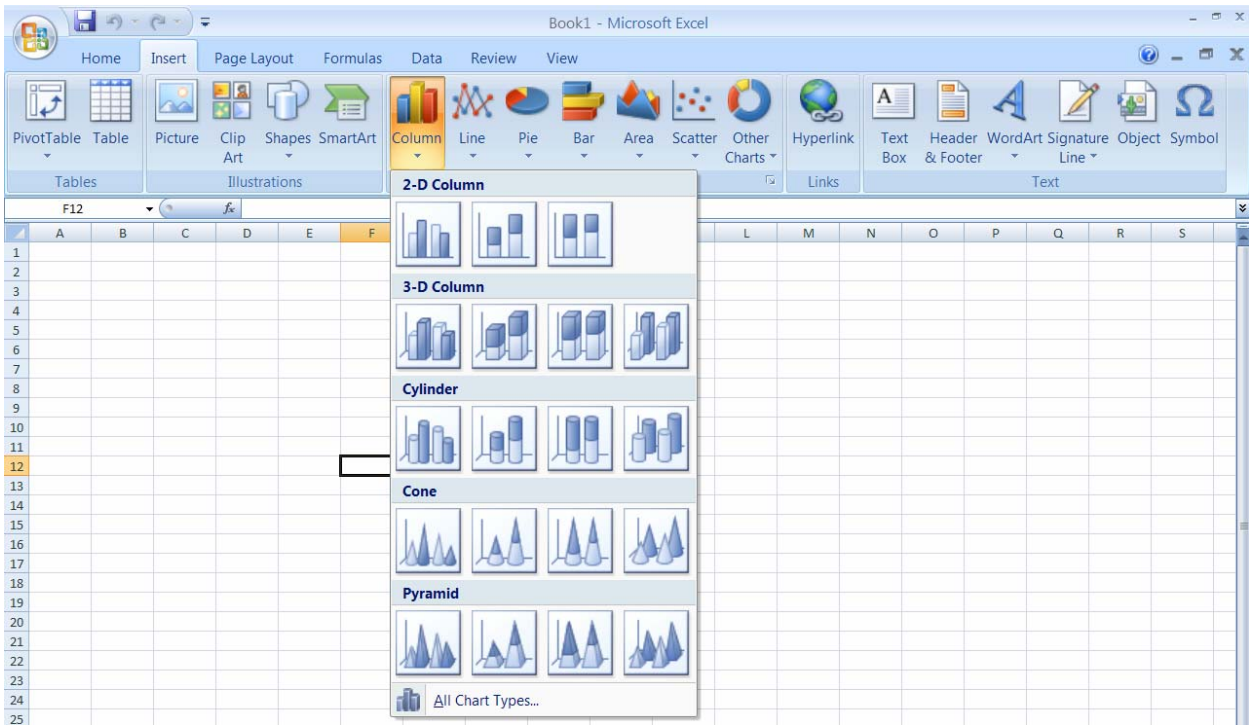 Book1 - Microsoft Excel
Home Insert Page Layout Formulas Data Review View
PivotTable Table Picture Clip Art Shapes SmartArt Column Line Pie Bar Area Scatter Other Charts Hyperlink Text Box Header & Footer WordArt Signature Line Object Symbol
Tables Illustrations Links Text
F12 fx
A B C D E F L M N O P Q R S
2-D Column
3-D Column
Cylinder
Cone
Pyramid
All Chart Types...
1
2
3
4
5
6
7
8
9
10
11
12
13
14
15
16
17
18
19
20
21
22
23
24
25